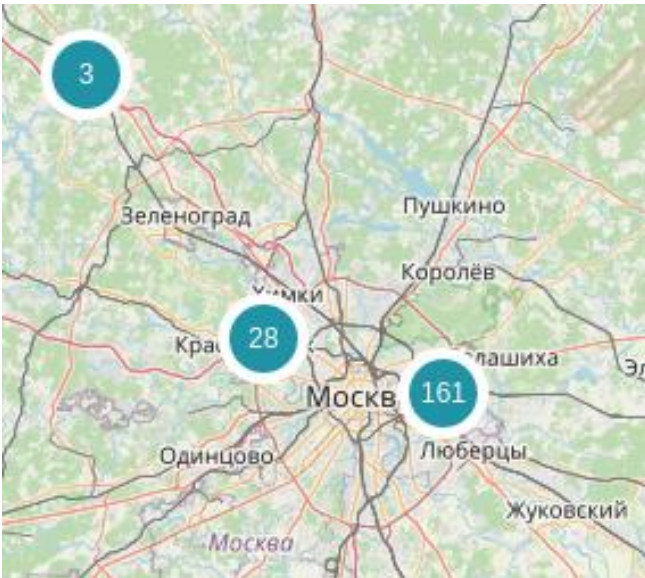 3
Зеленоград
Пушкино
Королёв
Химки
28
161
Москв
Одинцово
Люберцы
Жуковский
Москва